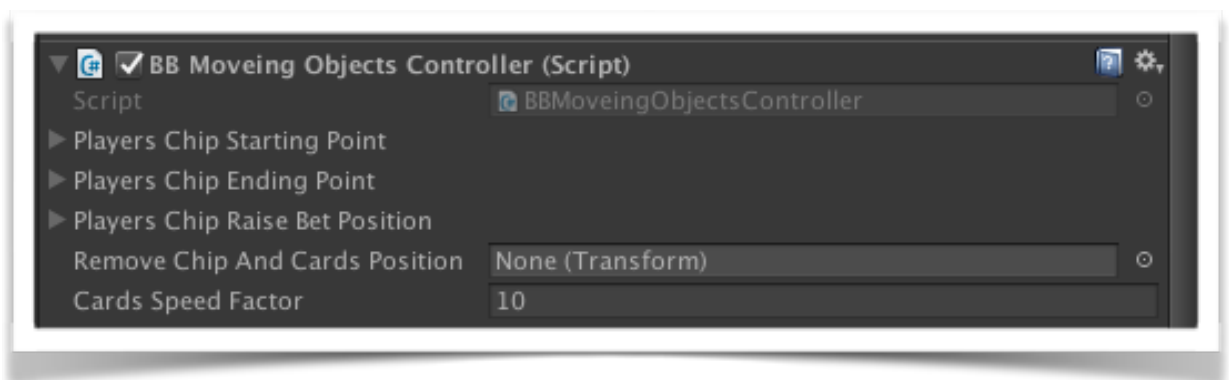 BB Moveing Objects Controller (Script)
Script BBMoveingObjectsController
Players Chip Starting Point
Players Chip Ending Point
Players Chip Raise Bet Position
Remove Chip And Cards Position None (Transform)
Cards Speed Factor 10